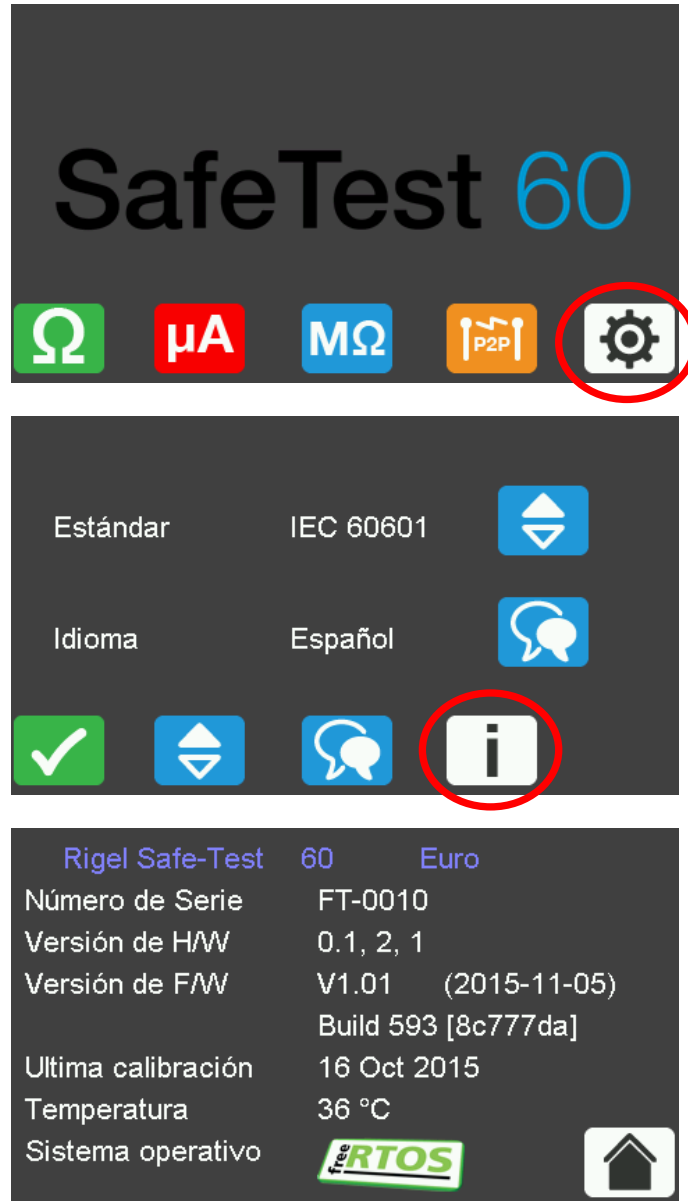 SafeTest 60
Ω µA MΩ P2P
Estándar IEC 60601
Idioma Español
i
Rigel Safe-Test 60 Euro
Número de Serie FT-0010
Versión de H/W 0.1, 2, 1
Versión de F/W V1.01 (2015-11-05)
Build 593 [8c777da]
Ultima calibración 16 Oct 2015
Temperatura 36 °C
Sistema operativo free RTOS